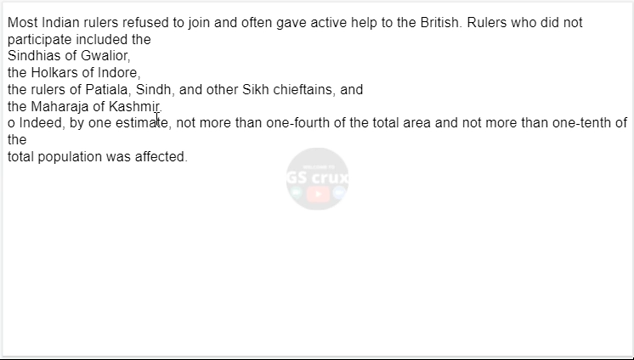 Most Indian rulers refused to join and often gave active help to the British. Rulers who did not
participate included the
Sindhias of Gwalior,
the Holkars of Indore,
the rulers of Patiala, Sindh, and other Sikh chieftains, and
the Maharaja of Kashmir.
o Indeed, by one estimate, not more than one-fourth of the total area and not more than one-tenth of
the
total population was affected.
GS crux